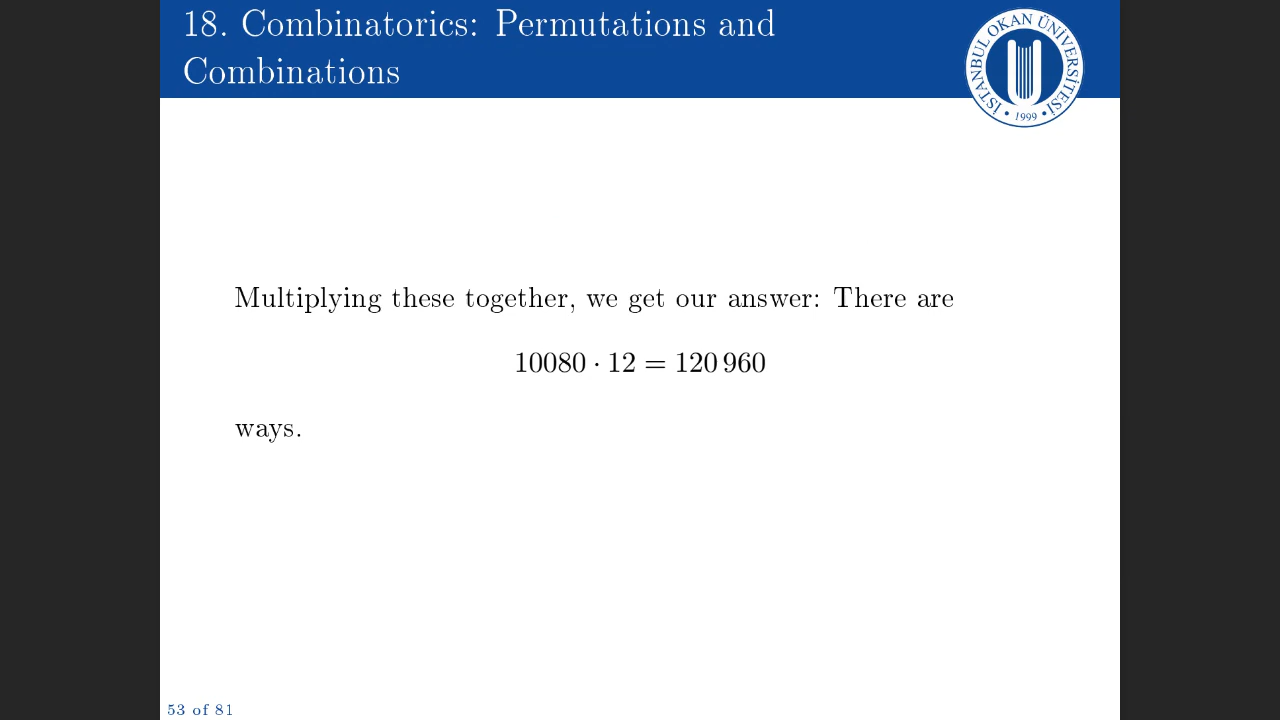 18. Combinatorics: Permutations and
Combinations
İSTANBUL OKAN ÜNİVERSİTESİ
• 1999 •
Multiplying these together, we get our answer: There are
10080 · 12 = 120 960
ways.
53 of 81